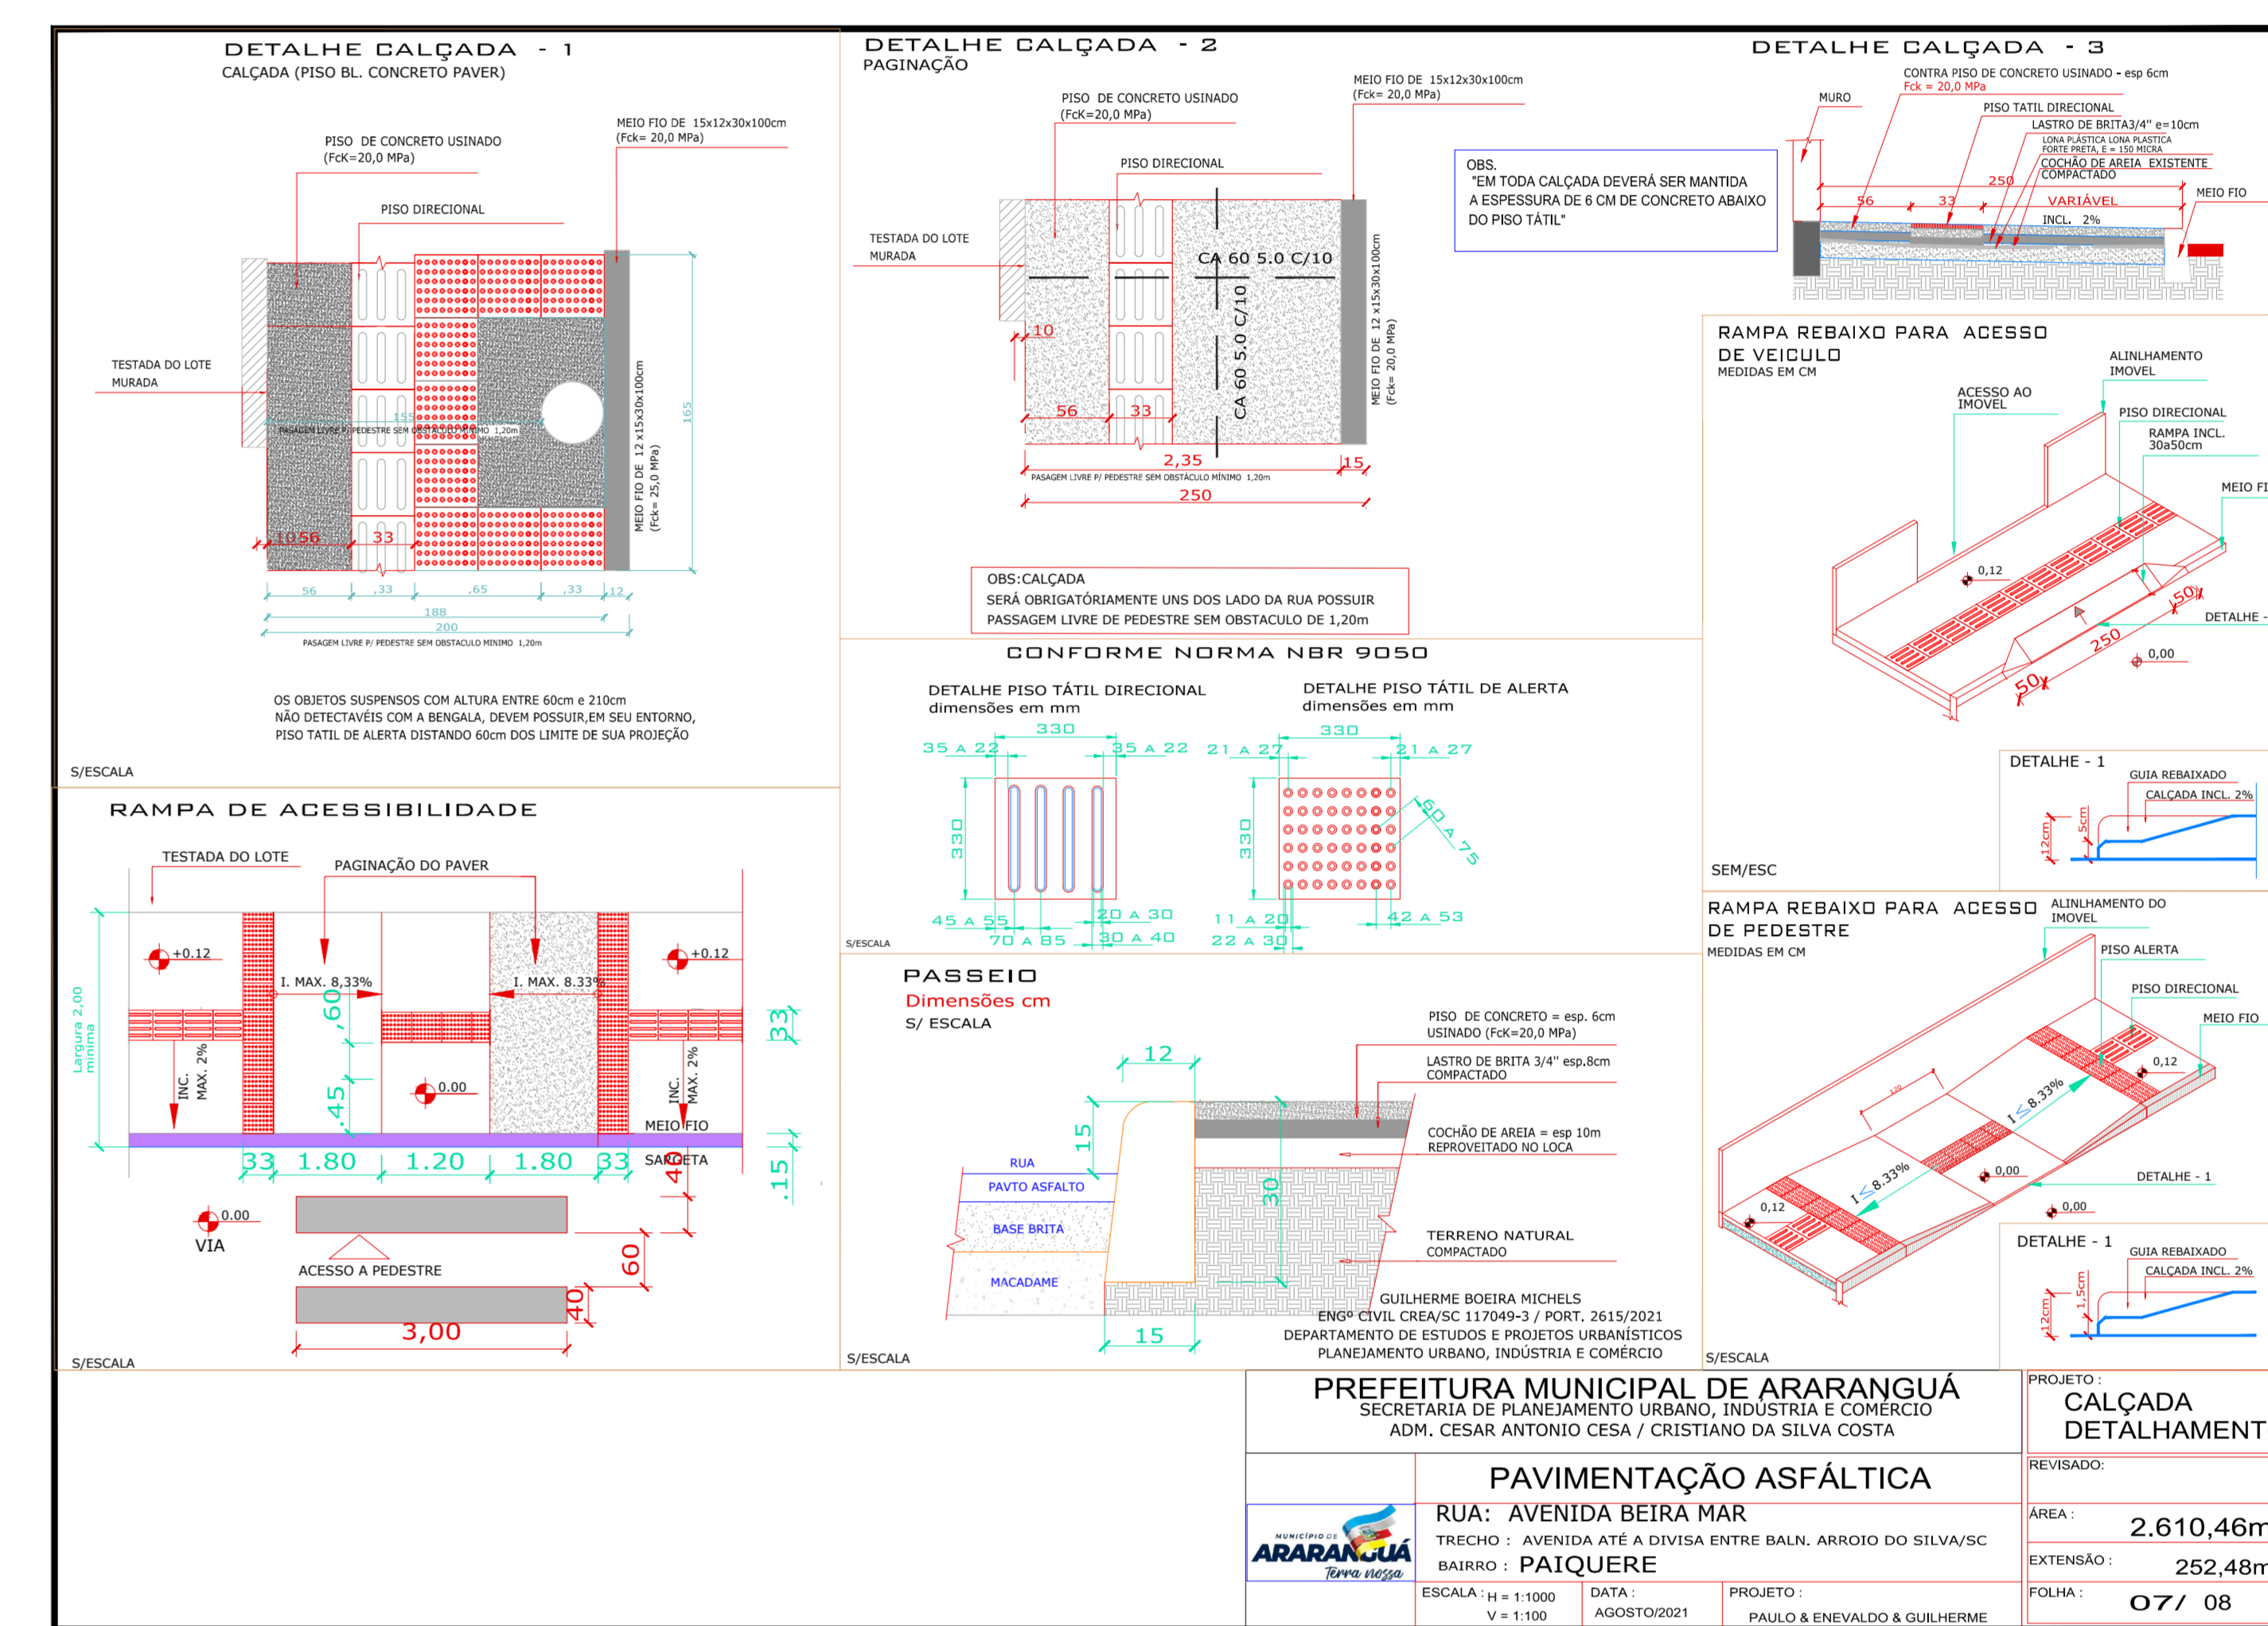 DETALHE CALÇADA - 1
CALÇADA (PISO BL. CONCRETO PAVER)
PISO DE CONCRETO USINADO
(FcK=20,0 MPa)
MEIO FIO DE 15x12x30x100cm
(Fck= 20,0 MPa)
PISO DIRECIONAL
TESTADA DO LOTE
MURADA
155
PASAGEM LIVRE P/ PEDESTRE SEM OBSTACULO MINIMO 1,20m
MEIO FIO DE 12 x15x30x100cm
(Fck= 25,0 MPa)
165
10 56
33
56
,33
,65
,33
12
188
200
PASAGEM LIVRE P/ PEDESTRE SEM OBSTACULO MINIMO 1,20m
OS OBJETOS SUSPENSOS COM ALTURA ENTRE 60cm e 210cm
NÃO DETECTAVÉIS COM A BENGALA, DEVEM POSSUIR,EM SEU ENTORNO,
PISO TATIL DE ALERTA DISTANDO 60cm DOS LIMITE DE SUA PROJEÇÃO
S/ESCALA
DETALHE CALÇADA - 2
PAGINAÇÃO
PISO DE CONCRETO USINADO
(FcK=20,0 MPa)
MEIO FIO DE 15x12x30x100cm
(Fck= 20,0 MPa)
PISO DIRECIONAL
TESTADA DO LOTE
MURADA
CA 60 5.0 C/10
CA 60 5.0 C/10
MEIO FIO DE 12 x15x30x100cm
(Fck= 20,0 MPa)
10
56
33
2,35
15
PASAGEM LIVRE P/ PEDESTRE SEM OBSTÁCULO MÍNIMO 1,20m
250
OBS.
"EM TODA CALÇADA DEVERÁ SER MANTIDA
A ESPESSURA DE 6 CM DE CONCRETO ABAIXO
DO PISO TÁTIL"
OBS:CALÇADA
SERÁ OBRIGATÓRIAMENTE UNS DOS LADO DA RUA POSSUIR
PASSAGEM LIVRE DE PEDESTRE SEM OBSTACULO DE 1,20m
DETALHE CALÇADA - 3
CONTRA PISO DE CONCRETO USINADO - esp 6cm
Fck = 20,0 MPa
MURO
PISO TATIL DIRECIONAL
LASTRO DE BRITA3/4" e=10cm
LONA PLÁSTICA LONA PLASTICA
FORTE PRETA, E = 150 MICRA
COCHÃO DE AREIA EXISTENTE
COMPACTADO
250
MEIO FIO
56
33
VARIÁVEL
INCL. 2%
RAMPA REBAIXO PARA ACESSO
DE VEICULO
MEDIDAS EM CM
ALINLHAMENTO
IMOVEL
ACESSO AO
IMOVEL
PISO DIRECIONAL
RAMPA INCL.
30a50cm
MEIO FI
0,12
50
DETALHE -
250
0,00
50
DETALHE - 1
GUIA REBAIXADO
CALÇADA INCL. 2%
12cm
5cm
SEM/ESC
CONFORME NORMA NBR 9050
DETALHE PISO TÁTIL DIRECIONAL
dimensões em mm
330
35 A 22
35 A 22
330
45 A 55
70 A 85
20 A 30
30 A 40
DETALHE PISO TÁTIL DE ALERTA
dimensões em mm
330
21 A 27
21 A 27
60 A 75
330
11 A 20
22 A 30
42 A 53
S/ESCALA
RAMPA DE ACESSIBILIDADE
TESTADA DO LOTE
PAGINAÇÃO DO PAVER
+0.12
+0.12
I. MAX. 8,33%
I. MAX. 8.33%
Largura 2,00
minima
,60
33
INC.
MAX. 2%
INC.
MAX. 2%
.45
0.00
MEIO FIO
33
1.80
1.20
1.80
33
SARGETA
40
.15
0.00
VIA
ACESSO A PEDESTRE
60
40
3,00
S/ESCALA
PASSEIO
Dimensões cm
S/ ESCALA
PISO DE CONCRETO = esp. 6cm
USINADO (FcK=20,0 MPa)
12
LASTRO DE BRITA 3/4" esp.8cm
COMPACTADO
15
COCHÃO DE AREIA = esp 10m
REPROVEITADO NO LOCA
RUA
PAVTO ASFALTO
30
BASE BRITA
TERRENO NATURAL
COMPACTADO
MACADAME
15
GUILHERME BOEIRA MICHELS
ENGº CIVIL CREA/SC 117049-3 / PORT. 2615/2021
DEPARTAMENTO DE ESTUDOS E PROJETOS URBANÍSTICOS
PLANEJAMENTO URBANO, INDÚSTRIA E COMÉRCIO
S/ESCALA
RAMPA REBAIXO PARA ACESSO
DE PEDESTRE
MEDIDAS EM CM
ALINLHAMENTO DO
IMOVEL
PISO ALERTA
PISO DIRECIONAL
MEIO FIO
0,12
120
I ≤ 8.33%
0,00
I ≤ 8.33%
DETALHE - 1
0,12
0,00
DETALHE - 1
GUIA REBAIXADO
CALÇADA INCL. 2%
12cm
1,5cm
S/ESCALA
PREFEITURA MUNICIPAL DE ARARANGUÁ
SECRETARIA DE PLANEJAMENTO URBANO, INDÚSTRIA E COMÉRCIO
ADM. CESAR ANTONIO CESA / CRISTIANO DA SILVA COSTA
PROJETO :
CALÇADA
DETALHAMENT
MUNICÍPIO DE
ARARANGUÁ
Terra nossa
PAVIMENTAÇÃO ASFÁLTICA
RUA: AVENIDA BEIRA MAR
TRECHO : AVENIDA ATÉ A DIVISA ENTRE BALN. ARROIO DO SILVA/SC
BAIRRO : PAIQUERE
ESCALA : H = 1:1000
V = 1:100
DATA :
AGOSTO/2021
PROJETO :
PAULO & ENEVALDO & GUILHERME
REVISADO:
ÁREA :
2.610,46m
EXTENSÃO :
252,48m
FOLHA :
07/ 08